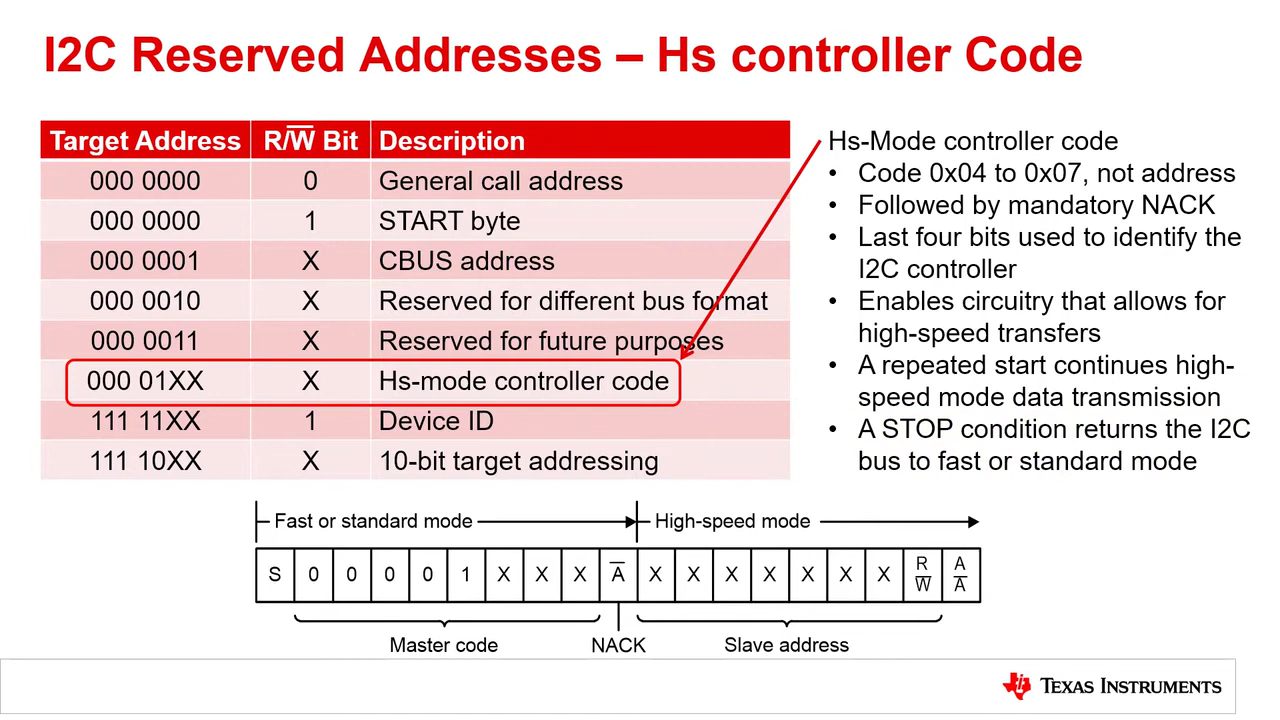 I2C Reserved Addresses – Hs controller Code
Target Address R/W̅ Bit Description
000 0000 0 General call address
000 0000 1 START byte
000 0001 X CBUS address
000 0010 X Reserved for different bus format
000 0011 X Reserved for future purposes
000 01XX X Hs-mode controller code
111 11XX 1 Device ID
111 10XX X 10-bit target addressing
Hs-Mode controller code
• Code 0x04 to 0x07, not address
• Followed by mandatory NACK
• Last four bits used to identify the
I2C controller
• Enables circuitry that allows for
high-speed transfers
• A repeated start continues high-
speed mode data transmission
• A STOP condition returns the I2C
bus to fast or standard mode
Fast or standard mode High-speed mode
S 0 0 0 0 1 X X X A̅ X X X X X X X R/W̅ A/A̅
Master code NACK Slave address
TEXAS INSTRUMENTS